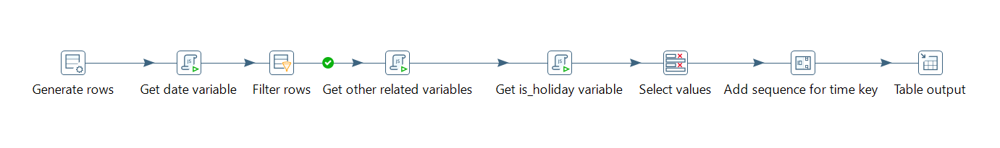 Generate rows
Get date variable
Filter rows
Get other related variables
Get is_holiday variable
Select values
Add sequence for time key
Table output